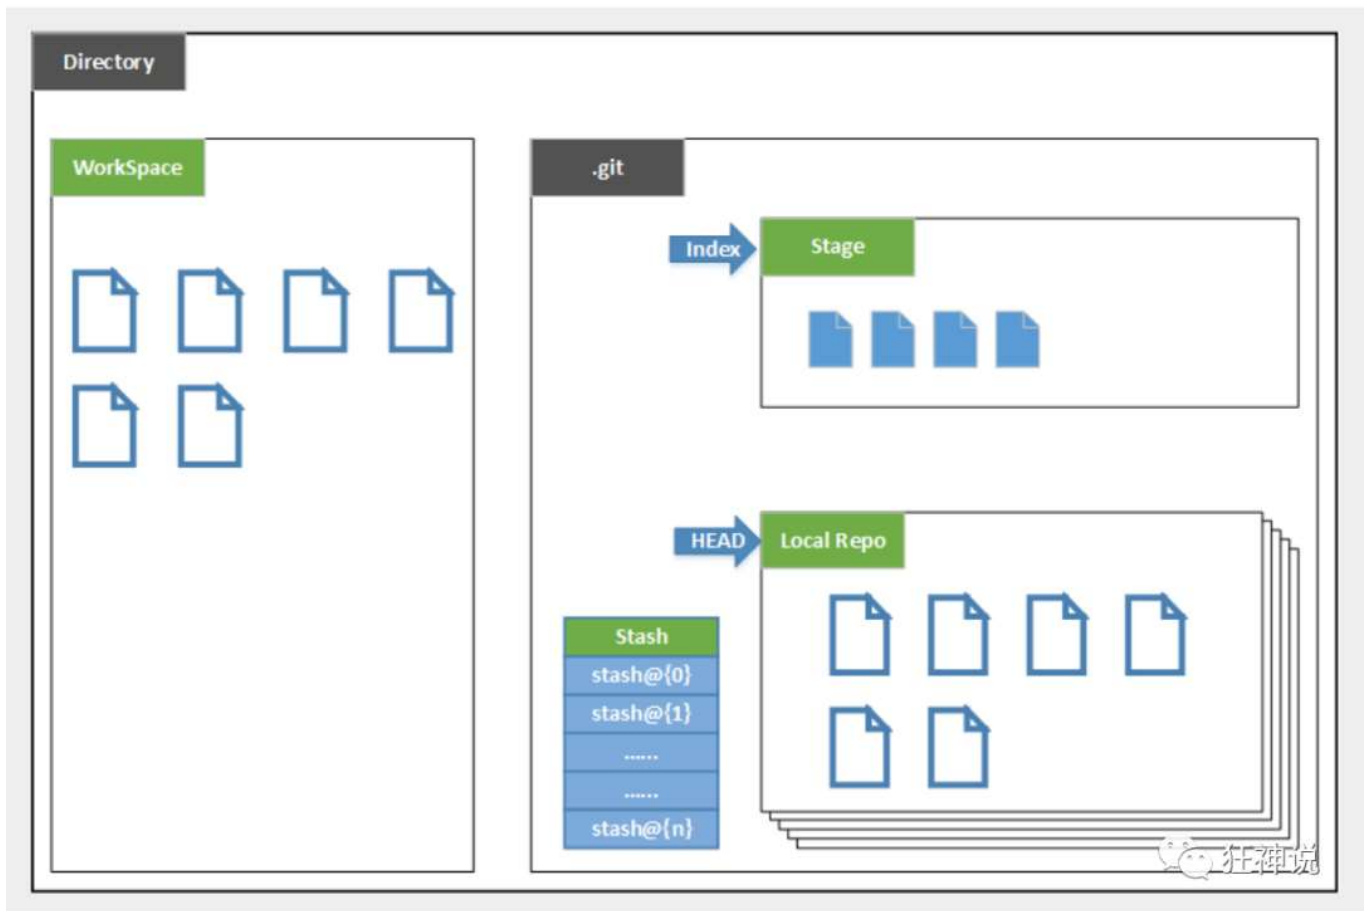 Directory
WorkSpace
.git
Index
Stage
HEAD
Local Repo
Stash
stash@{0}
stash@{1}
......
......
stash@{n}
狂神说